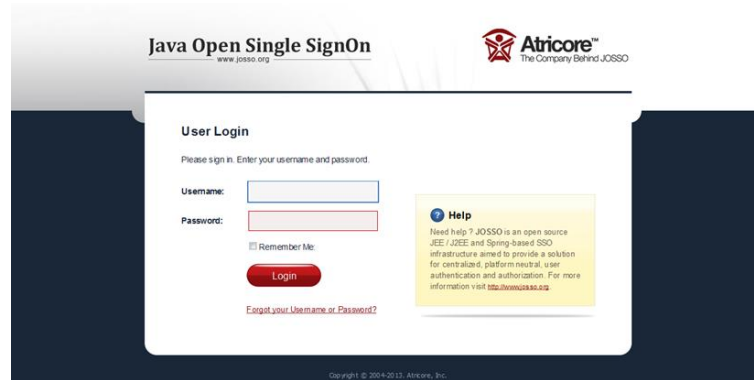 Java Open Single SignOn
www.josso.org
Atricore™
The Company Behind JOSSO
User Login
Please sign in. Enter your username and password.
Username:
Password:
Remember Me:
Login
Forgot your Username or Password?
Help
Need help ? JOSSO is an open source
JEE / J2EE and Spring-based SSO
infrastructure aimed to provide a solution
for centralized, platform neutral, user
authentication and authorization. For more
information visit http://www.josso.org.
Copyright © 2004-2013. Atricore, Inc.